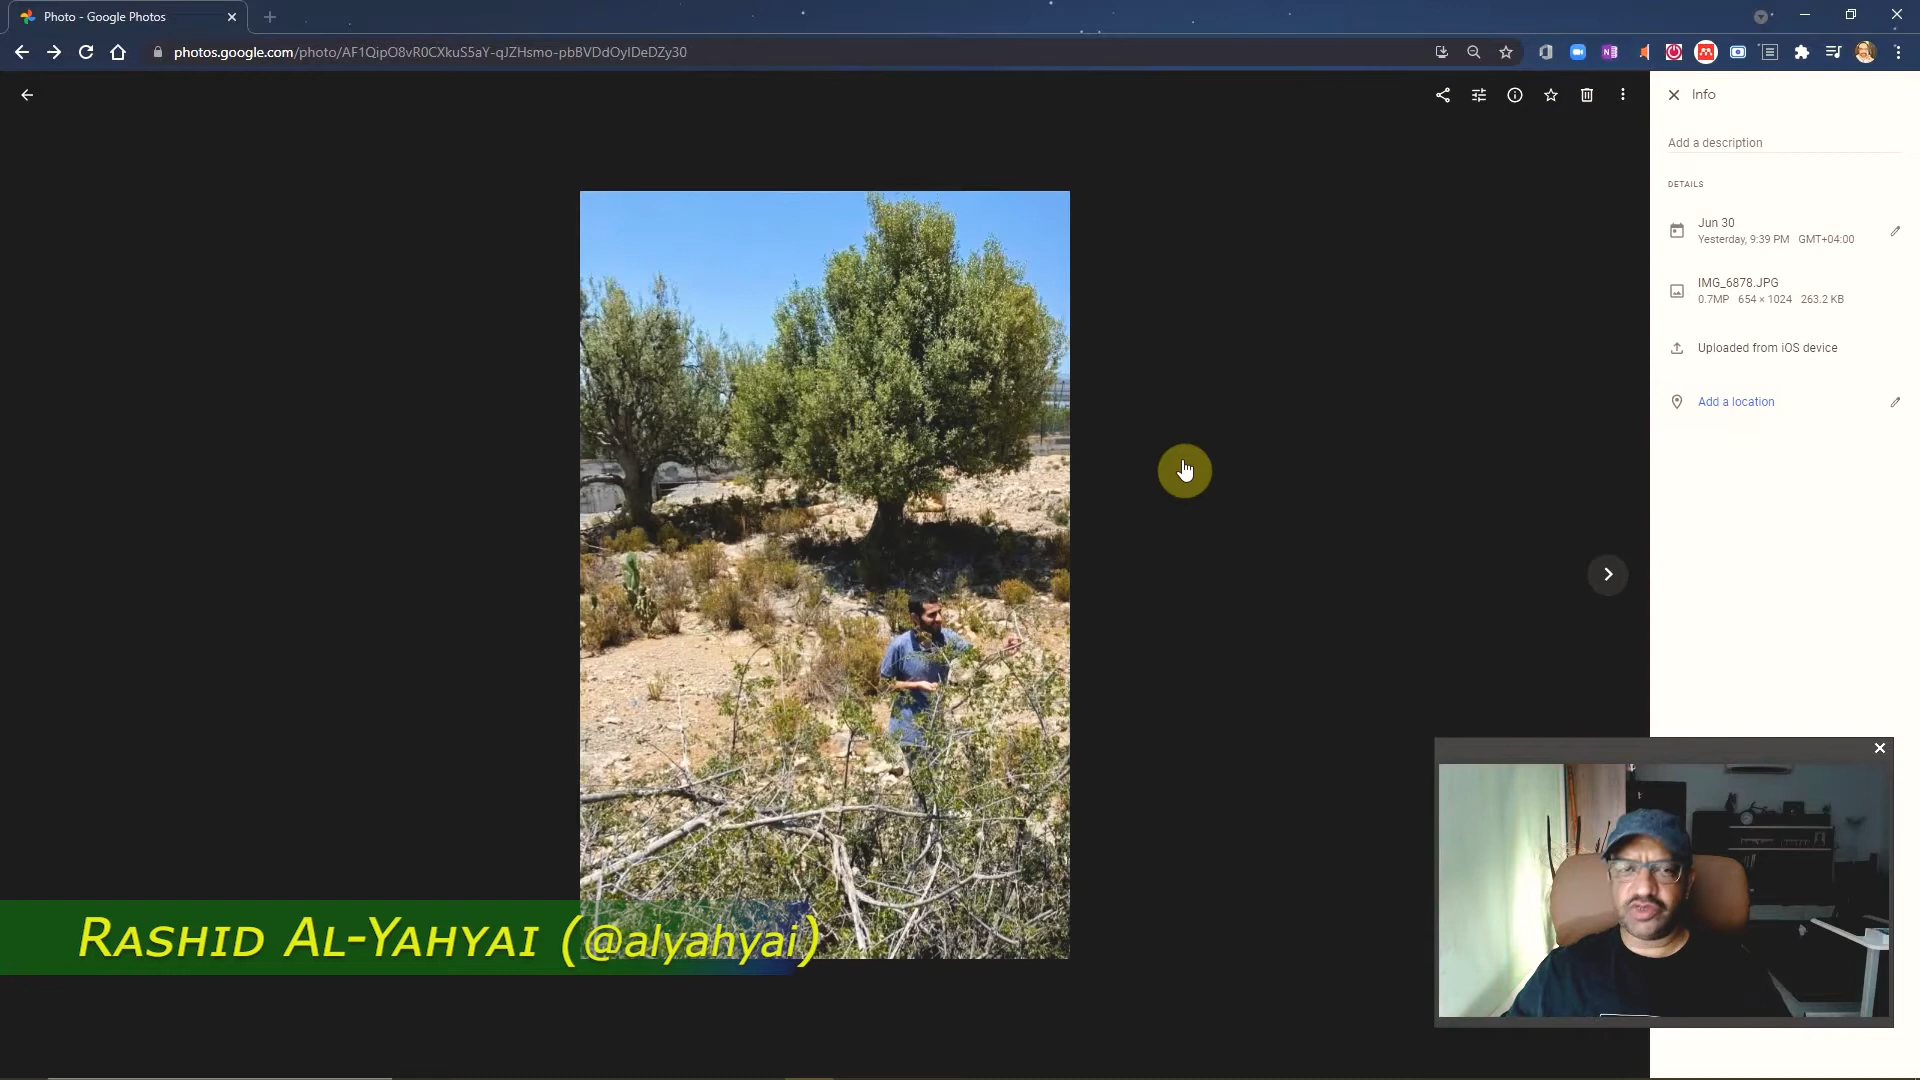 Photo - Google Photos
photos.google.com/photo/AF1QipO8vR0CXkuS5aY-qJZHsmo-pbBVDdOyIDeDZy30
Info
Add a description
DETAILS
Jun 30
Yesterday, 9:39 PM GMT+04:00
IMG_6878.JPG
0.7MP 654 × 1024 263.2 KB
Uploaded from iOS device
Add a location
RASHID AL-YAHYAI (@alyahyai)